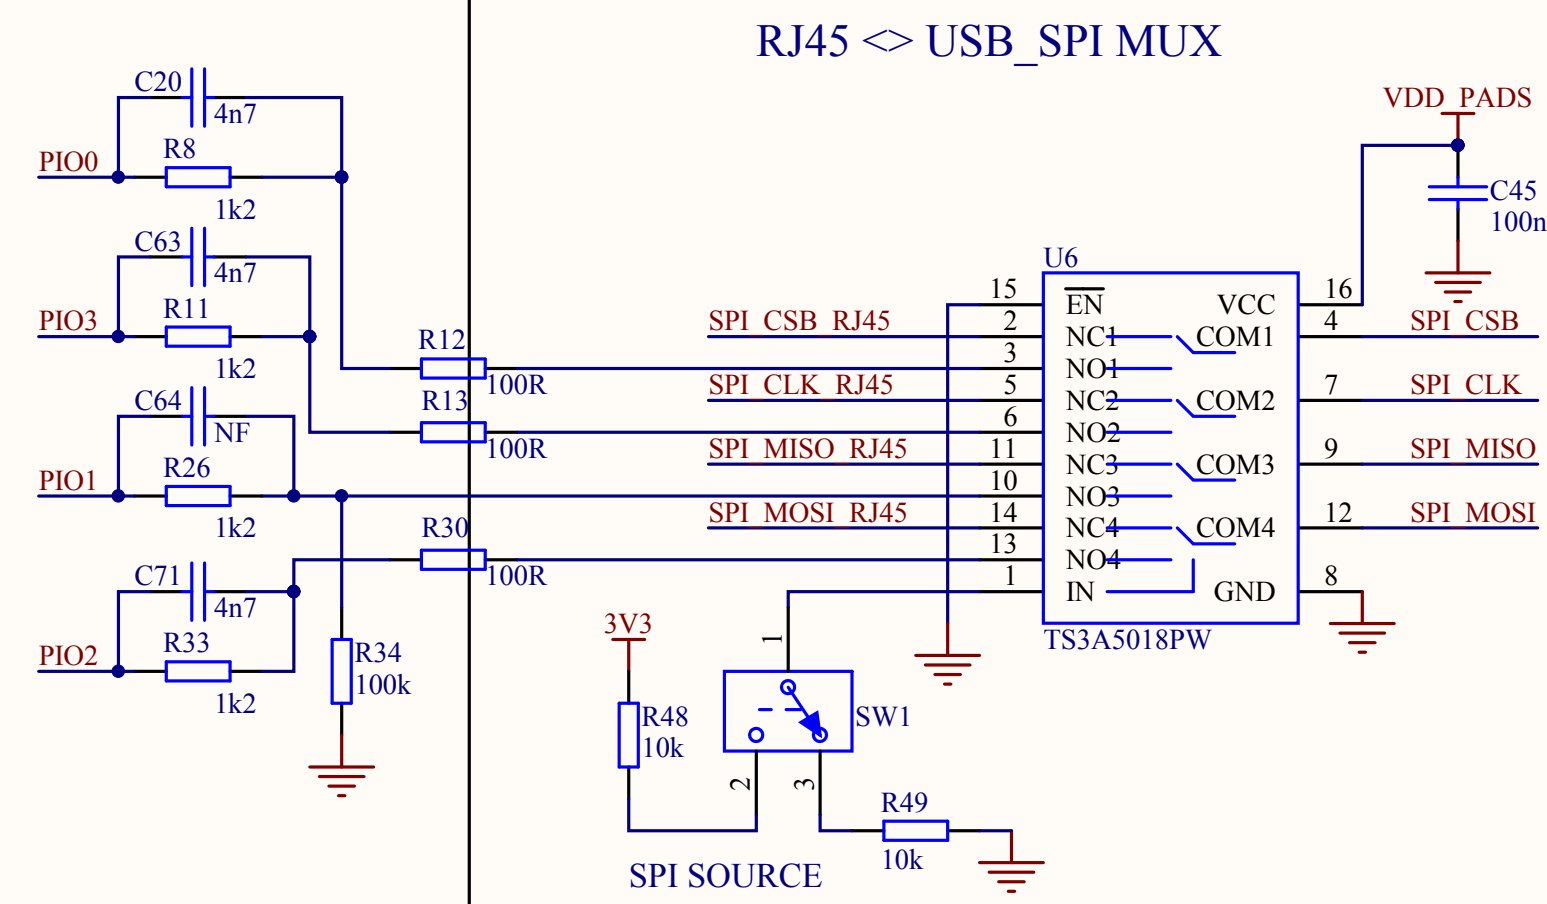 RJ45 <> USB_SPI MUX
C20
4n7
PIO0
R8
1k2
C63
4n7
PIO3
R11
1k2
C64
NF
PIO1
R26
1k2
C71
4n7
PIO2
R33
1k2
R34
100k
R12
100R
R13
100R
R30
100R
VDD_PADS
C45
100n
U6
15
2
3
5
6
11
10
14
13
1
SPI_CSB_RJ45
SPI_CLK_RJ45
SPI_MISO_RJ45
SPI_MOSI_RJ45
EN
NC1
NO1
NC2
NO2
NC3
NO3
NC4
NO4
IN
VCC
COM1
COM2
COM3
COM4
GND
16
4
7
9
12
8
SPI_CSB
SPI_CLK
SPI_MISO
SPI_MOSI
TS3A5018PW
3V3
R48
10k
1
SW1
2
3
R49
10k
SPI SOURCE